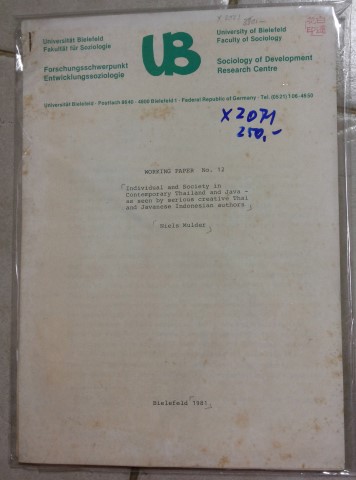 Universität Bielefeld
Fakultät für Soziologie
Forschungsschwerpunkt
Entwicklungssoziologie
UB
University of Bielefeld
Faculty of Sociology
Sociology of Development
Research Centre
Universität Bielefeld · Postfach 8640 · 4800 Bielefeld 1 · Federal Republic of Germany · Tel. (0521) 106-4650
X2071
250,-
WORKING PAPER No. 12
Individual and Society in
Contemporary Thailand and Java -
as seen by serious creative Thai
and Javanese Indonesian authors
Niels Mulder
Bielefeld 1981